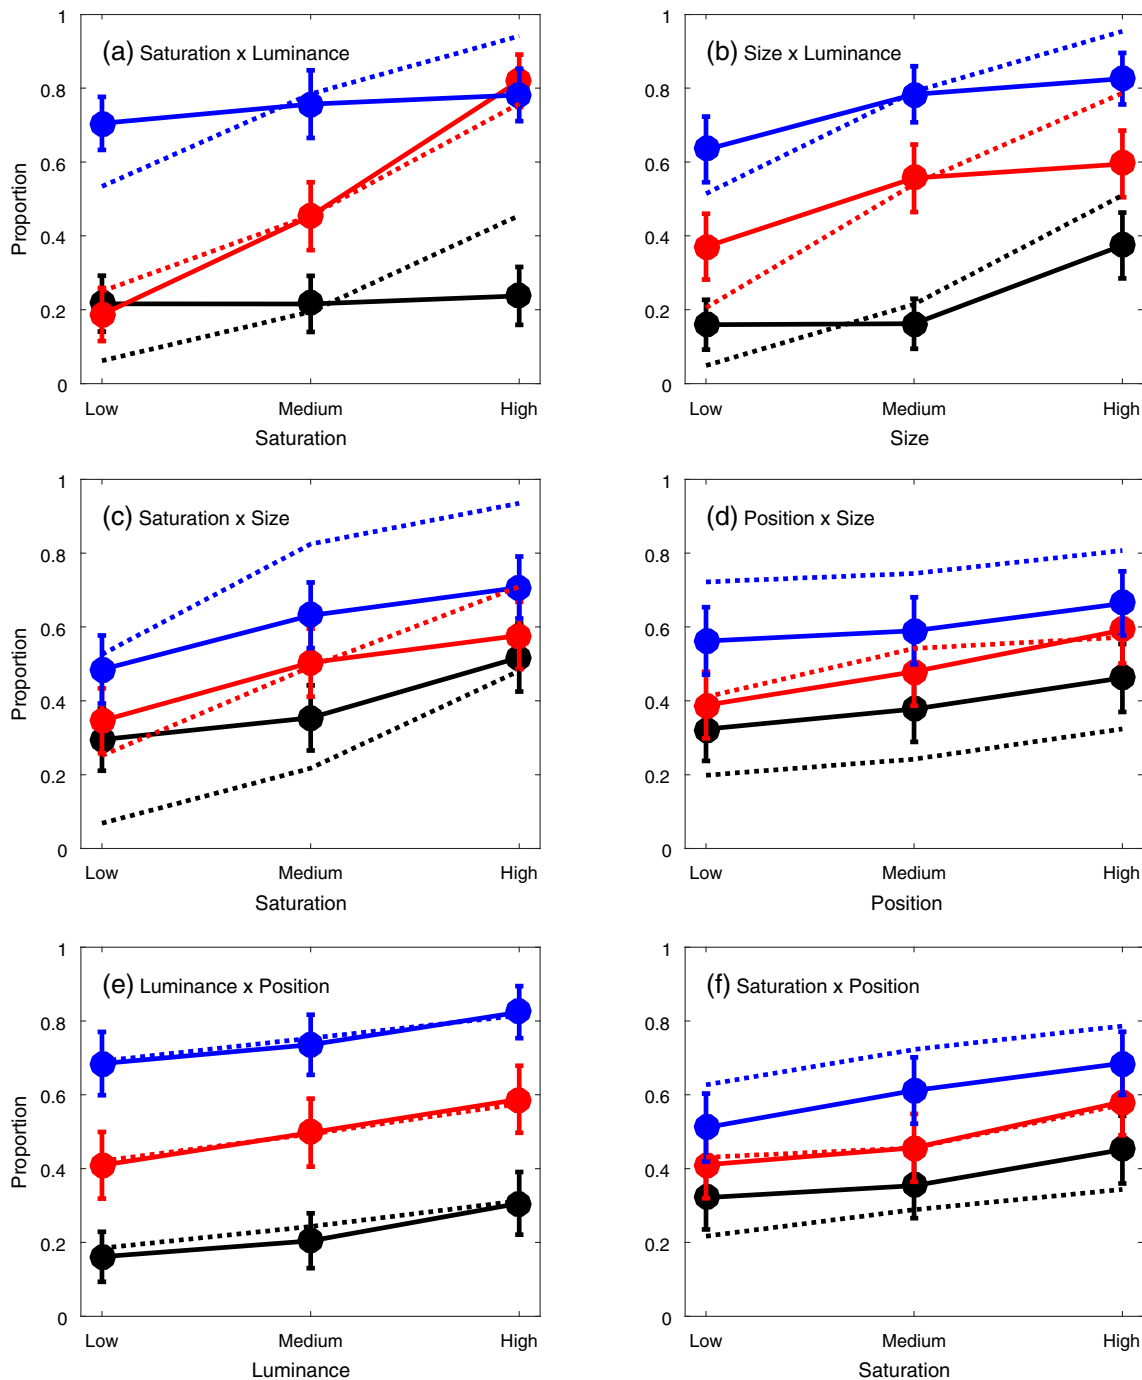 (a) Saturation x Luminance
1
0.8
0.6
0.4
0.2
0
Proportion
Low Medium High
Saturation
(b) Size x Luminance
1
0.8
0.6
0.4
0.2
0
Low Medium High
Size
(c) Saturation x Size
1
0.8
0.6
0.4
0.2
0
Proportion
Low Medium High
Saturation
(d) Position x Size
1
0.8
0.6
0.4
0.2
0
Low Medium High
Position
(e) Luminance x Position
1
0.8
0.6
0.4
0.2
0
Proportion
Low Medium High
Luminance
(f) Saturation x Position
1
0.8
0.6
0.4
0.2
0
Low Medium High
Saturation